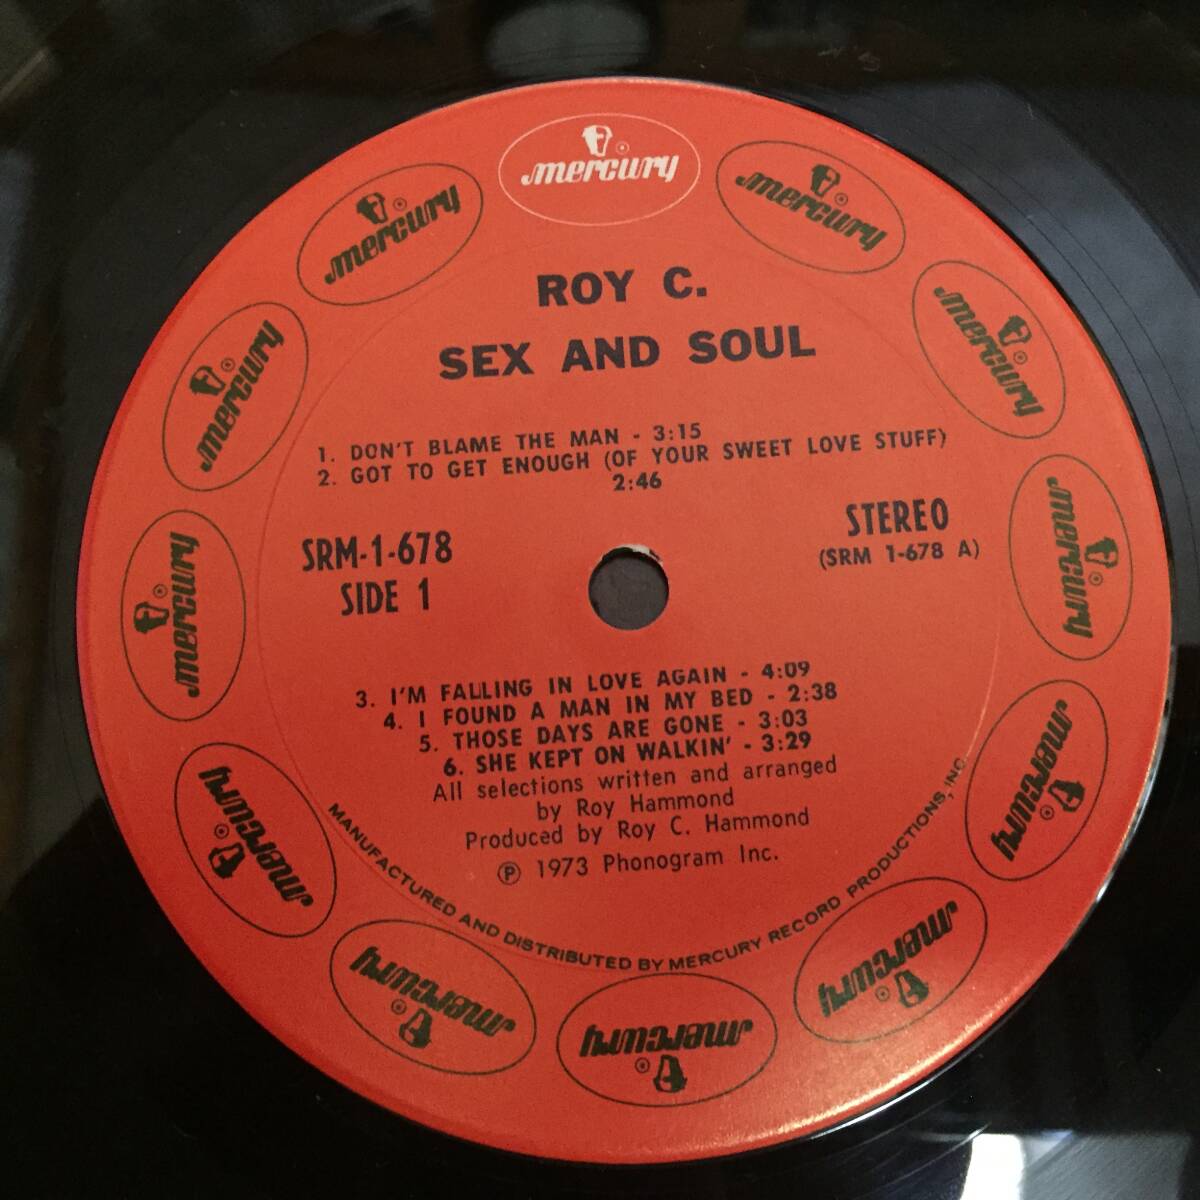 mercury
mercury
mercury
mercury
mercury
mercury
mercury
mercury
mercury
mercury
mercury
mercury
ROY C.
SEX AND SOUL
1. DON'T BLAME THE MAN - 3:15
2. GOT TO GET ENOUGH (OF YOUR SWEET LOVE STUFF)
2:46
SRM-1-678
SIDE 1
STEREO
(SRM 1-678 A)
3. I'M FALLING IN LOVE AGAIN - 4:09
4. I FOUND A MAN IN MY BED - 2:38
5. THOSE DAYS ARE GONE - 3:03
6. SHE KEPT ON WALKIN' - 3:29
All selections written and arranged
by Roy Hammond
Produced by Roy C. Hammond
℗ 1973 Phonogram Inc.
MANUFACTURED AND DISTRIBUTED BY MERCURY RECORD PRODUCTIONS, INC.